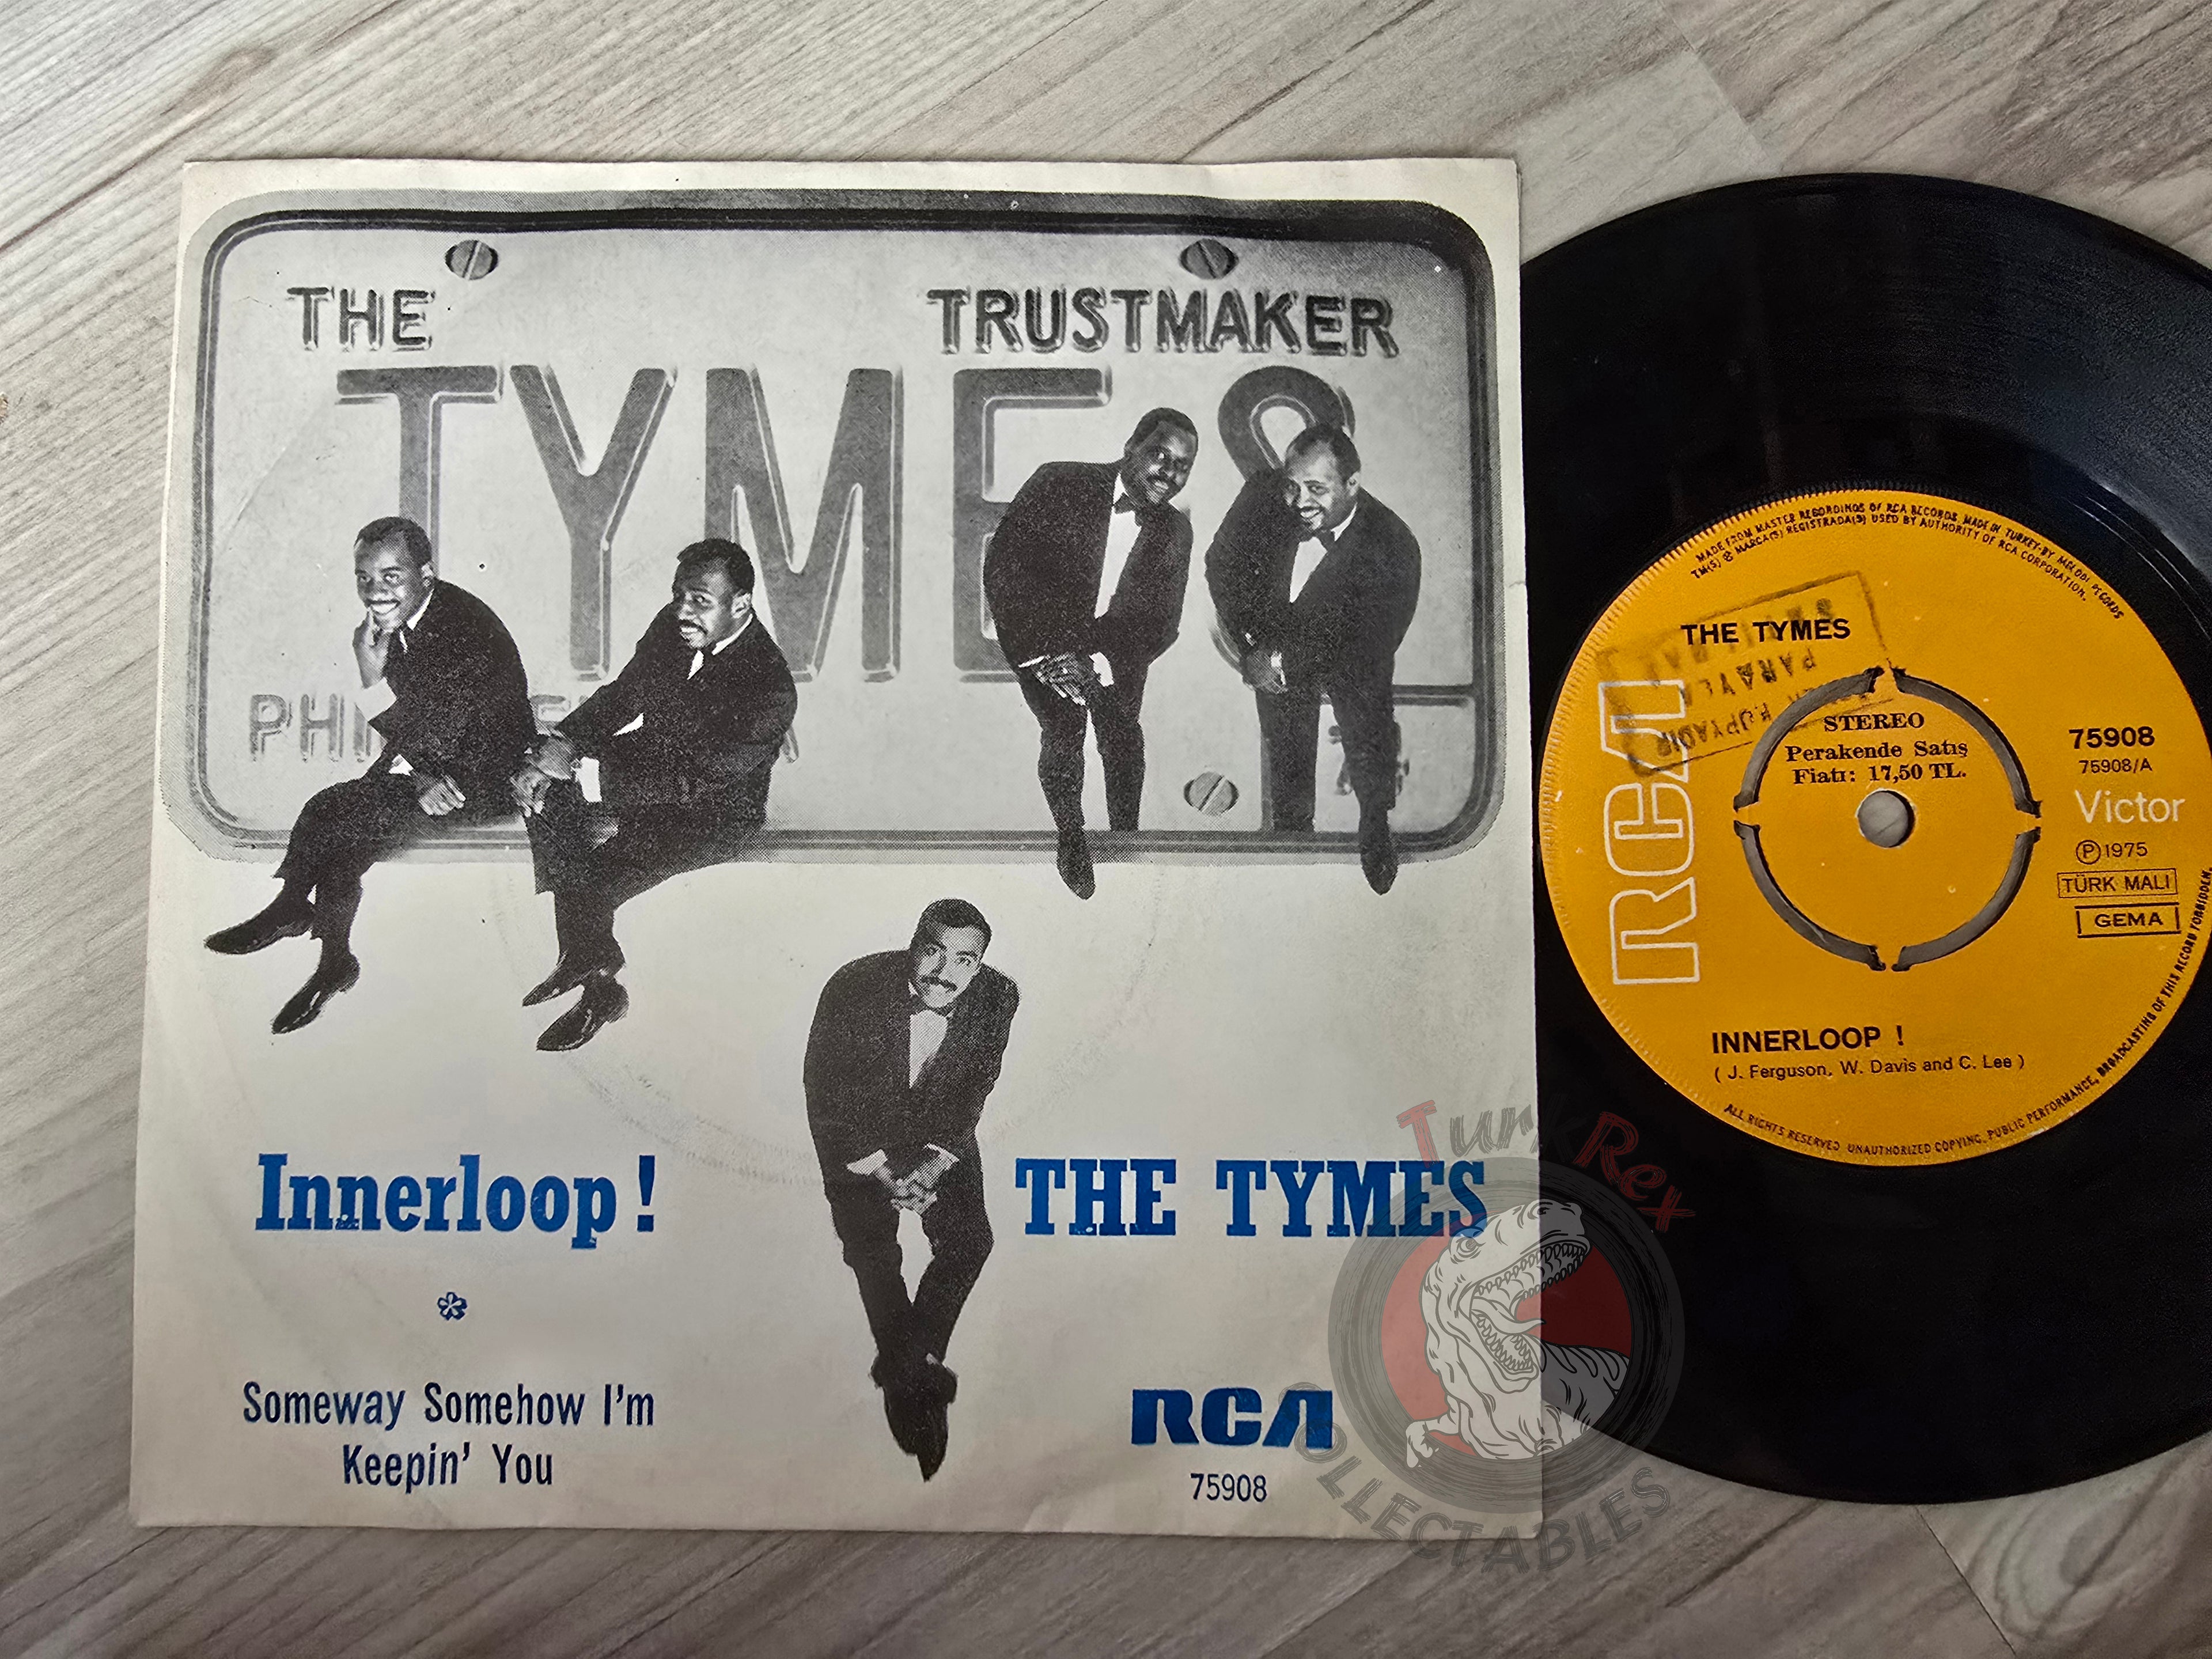 THE TRUSTMAKER
TYMES
Innerloop !
THE TYMES
Someway Somehow I'm
Keepin' You
RCA
75908
MADE FROM MASTER RECORDINGS OF RCA RECORDS MADE IN TURKEY-BY MELODI RECORDS
TM(S) ® MARCA(S) REGISTRADA(S) USED BY AUTHORITY OF RCA CORPORATION.
THE TYMES
PARAYLA
RCA
STEREO
Perakende Satış
Fiatı: 17,50 TL.
75908
75908/A
Victor
Ⓟ1975
TÜRK MALI
GEMA
INNERLOOP !
( J. Ferguson, W. Davis and C. Lee )
ALL RIGHTS RESERVED UNAUTHORIZED COPYING, PUBLIC PERFORMANCE, BROADCASTING OF THIS RECORD FORBIDDEN.
TurkRex
COLLECTABLES